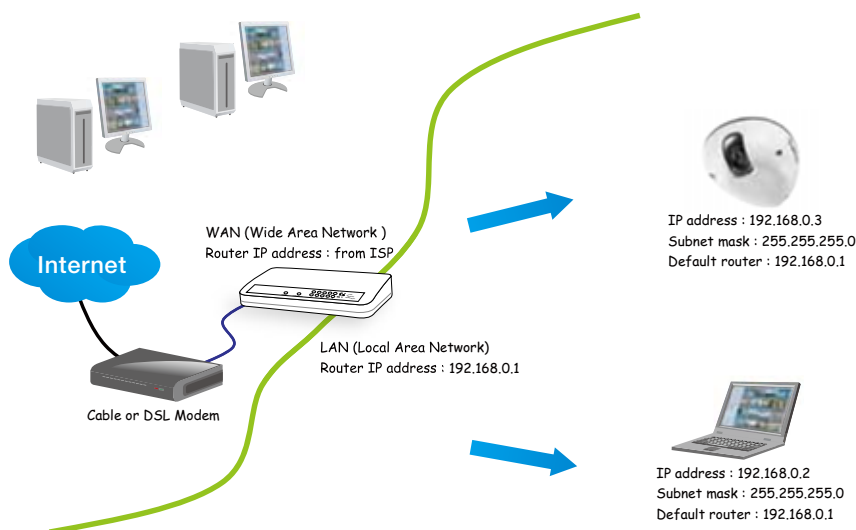 WAN (Wide Area Network )
Router IP address : from ISP
Internet
LAN (Local Area Network)
Router IP address : 192.168.0.1
Cable or DSL Modem
IP address : 192.168.0.3
Subnet mask : 255.255.255.0
Default router : 192.168.0.1
IP address : 192.168.0.2
Subnet mask : 255.255.255.0
Default router : 192.168.0.1